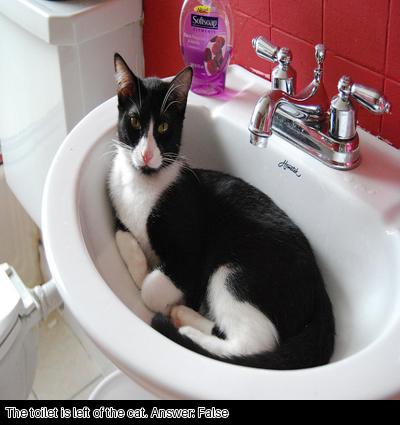 Softsoap
The toilet is left of the cat. Answer: False